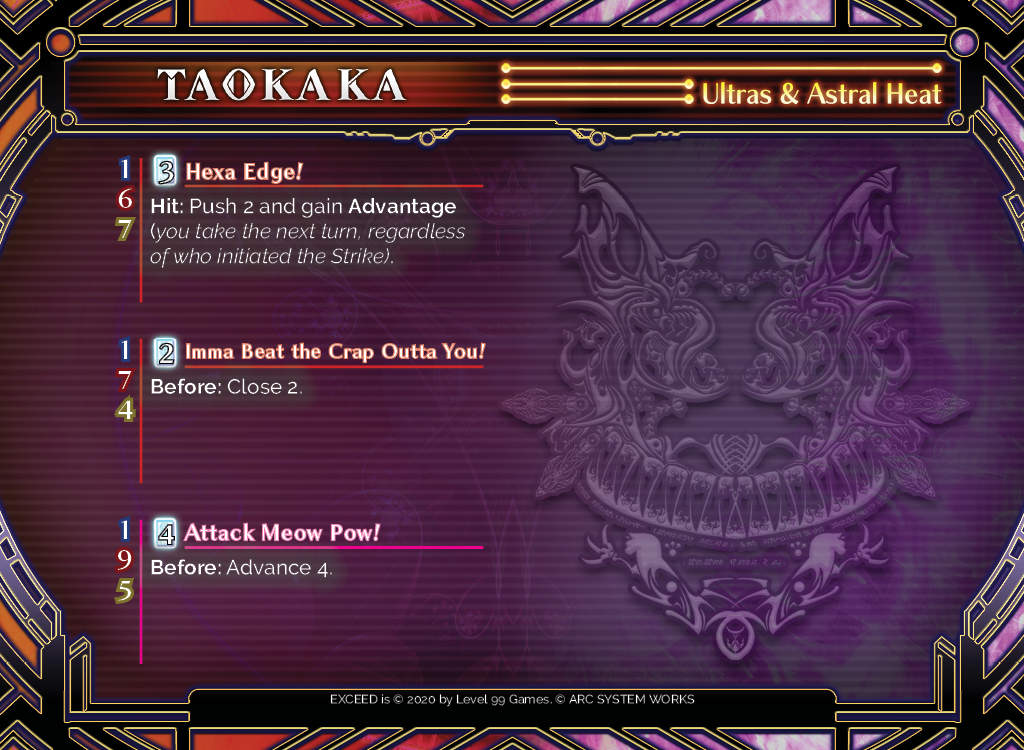 TAOKAKA
Ultras & Astral Heat
1 3 Hexa Edge!
6 Hit: Push 2 and gain Advantage
7 (you take the next turn, regardless
of who initiated the Strike).
1 2 Imma Beat the Crap Outta You!
7 Before: Close 2.
4
1 4 Attack Meow Pow!
9 Before: Advance 4.
5
EXCEED is © 2020 by Level 99 Games. © ARC SYSTEM WORKS